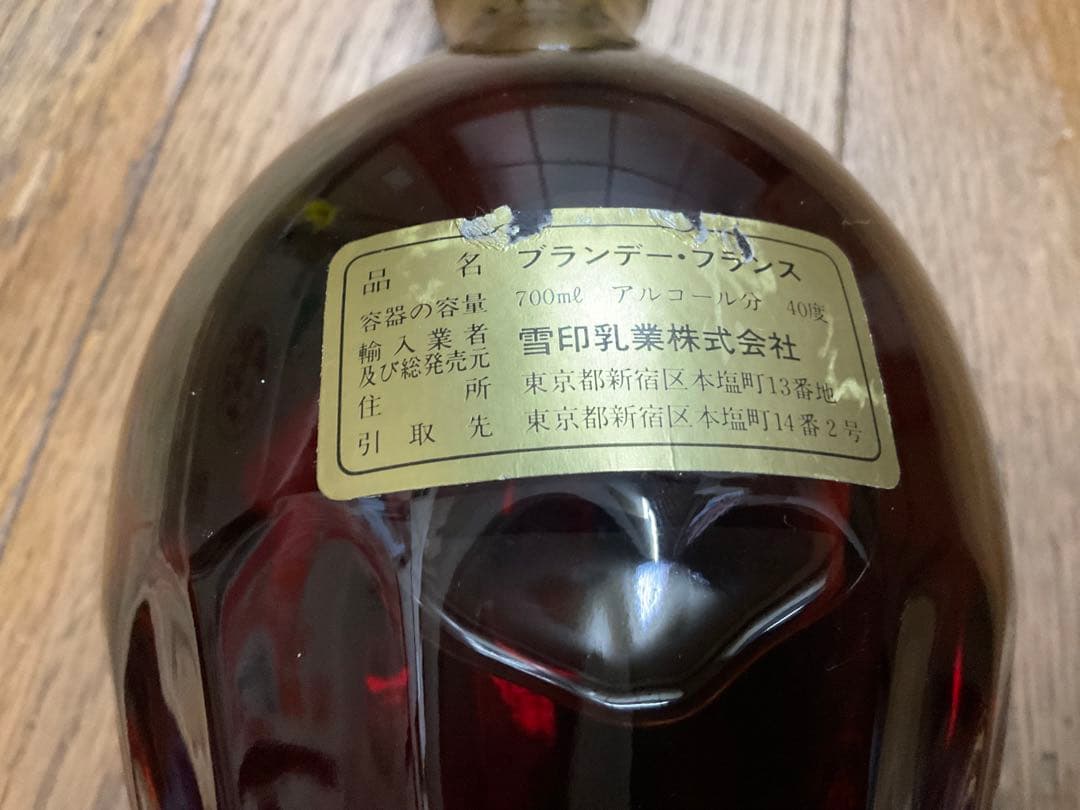 品名 ブランデー・フランス
容器の容量 700ml アルコール分 40度
輸入業者及び総発売元 雪印乳業株式会社
住所 東京都新宿区本塩町13番地
引取先 東京都新宿区本塩町14番2号